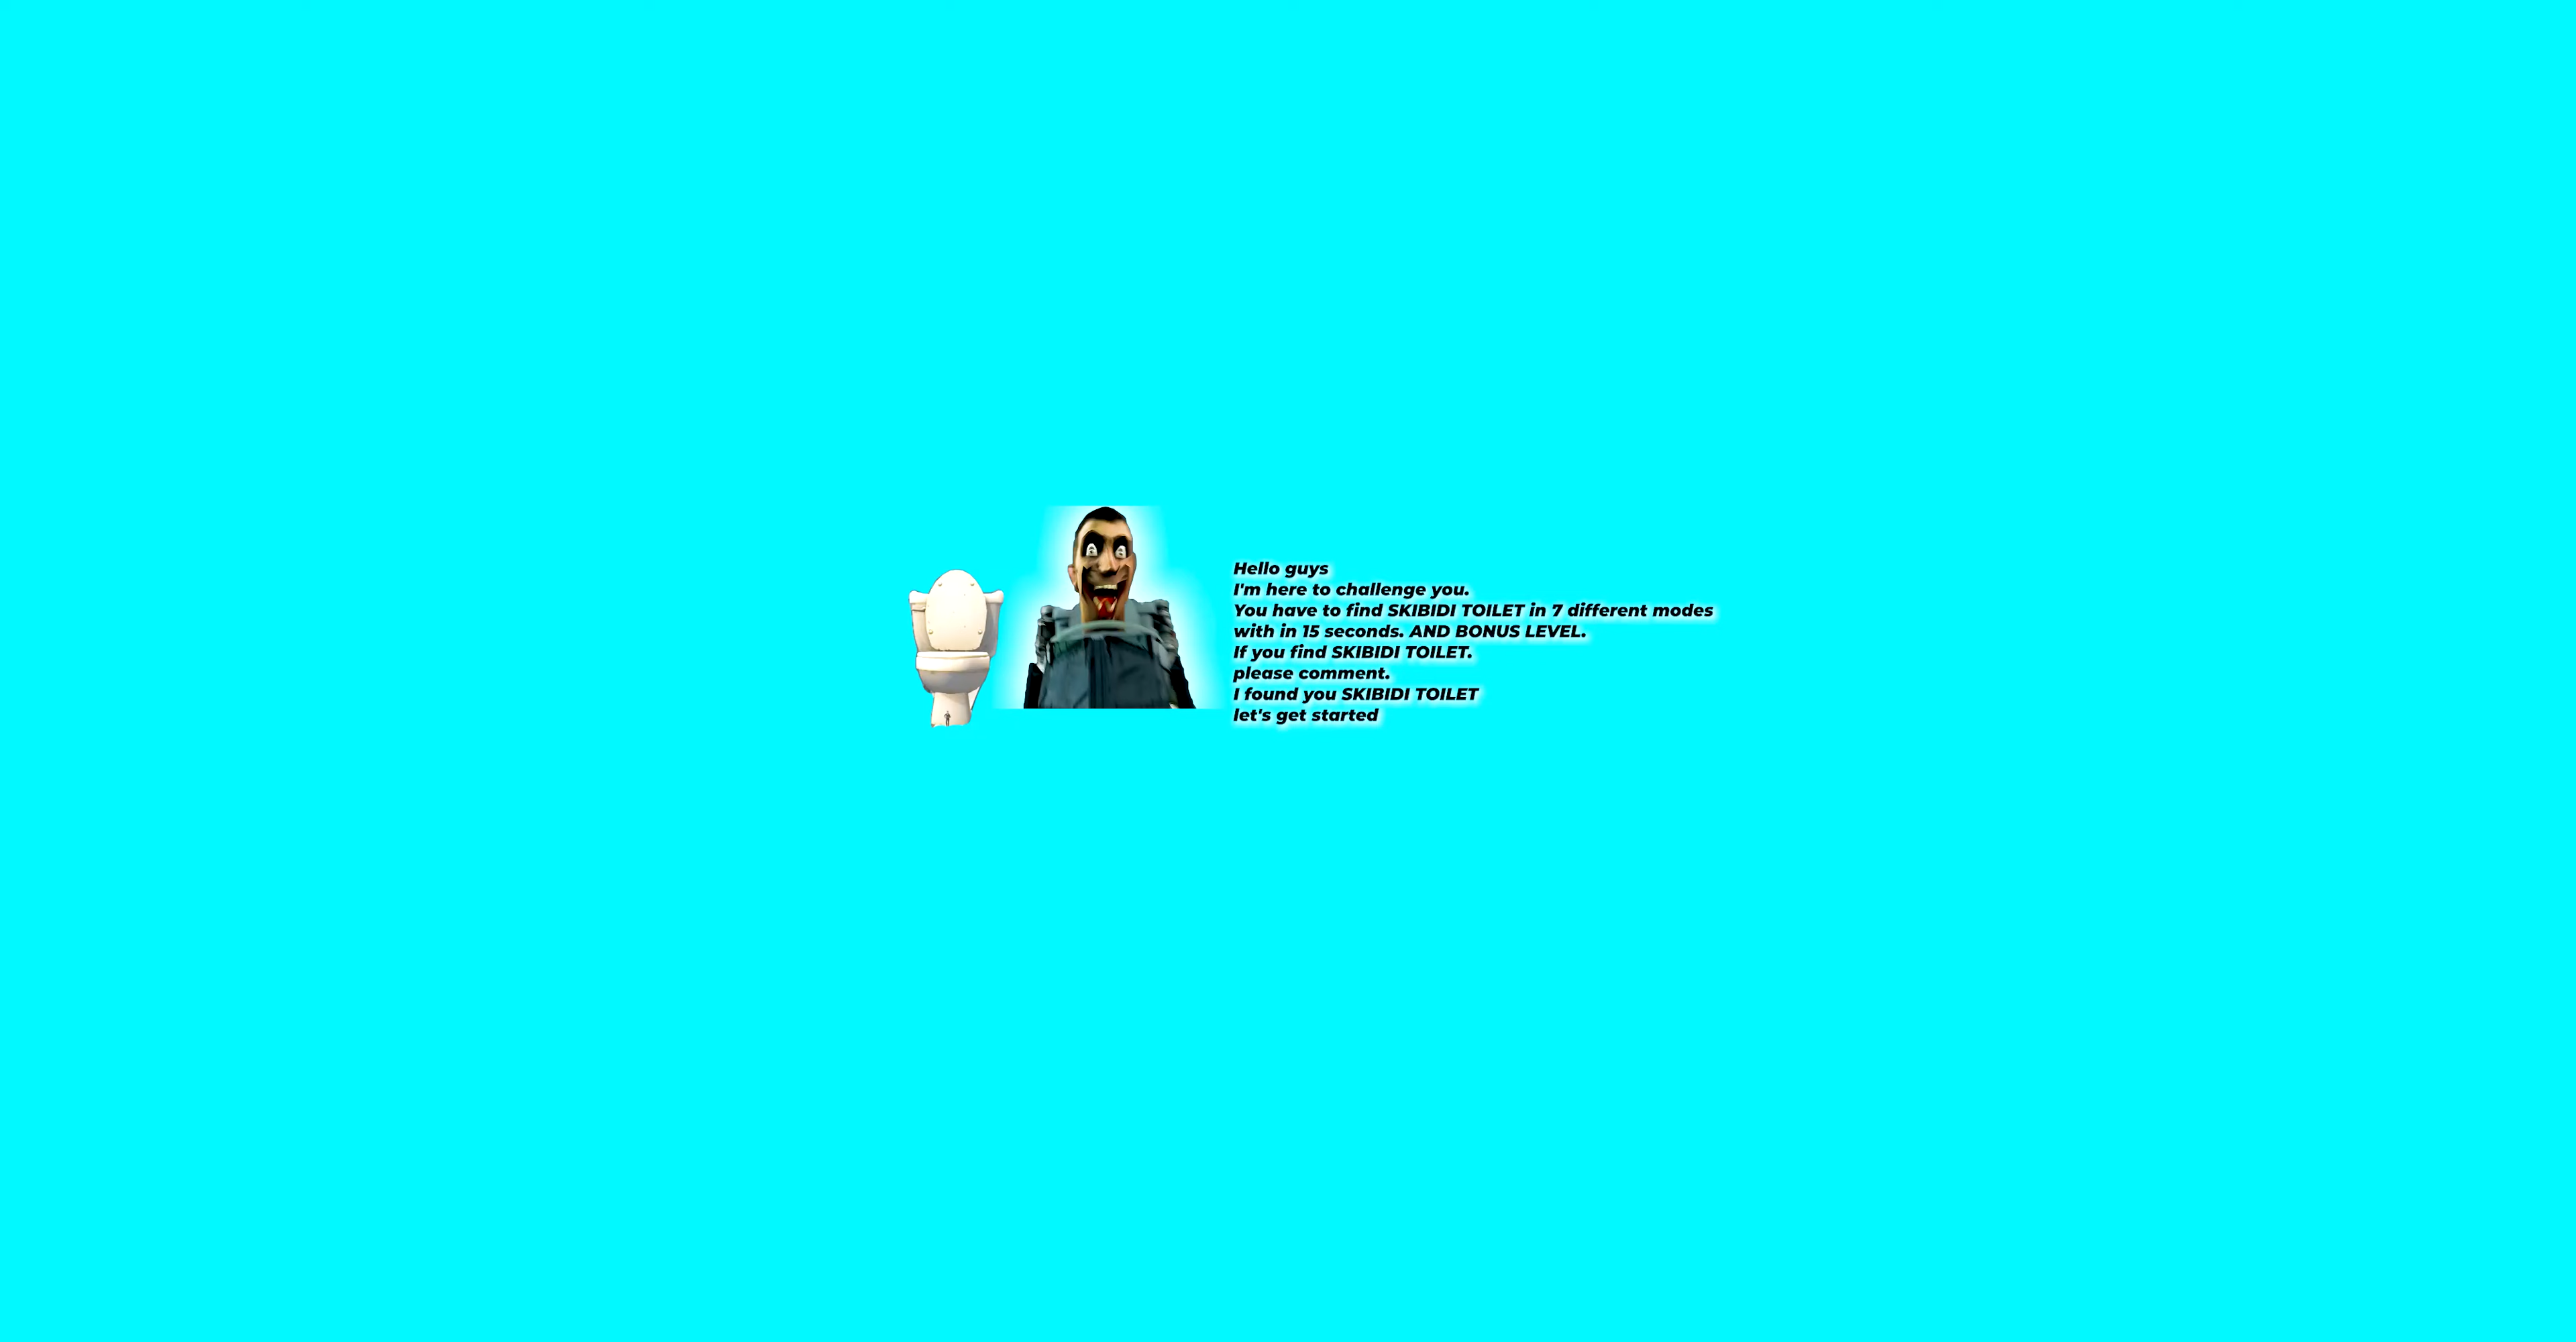 Hello guys
I'm here to challenge you.
You have to find SKIBIDI TOILET in 7 different modes
with in 15 seconds. AND BONUS LEVEL.
If you find SKIBIDI TOILET.
please comment.
I found you SKIBIDI TOILET
let's get started